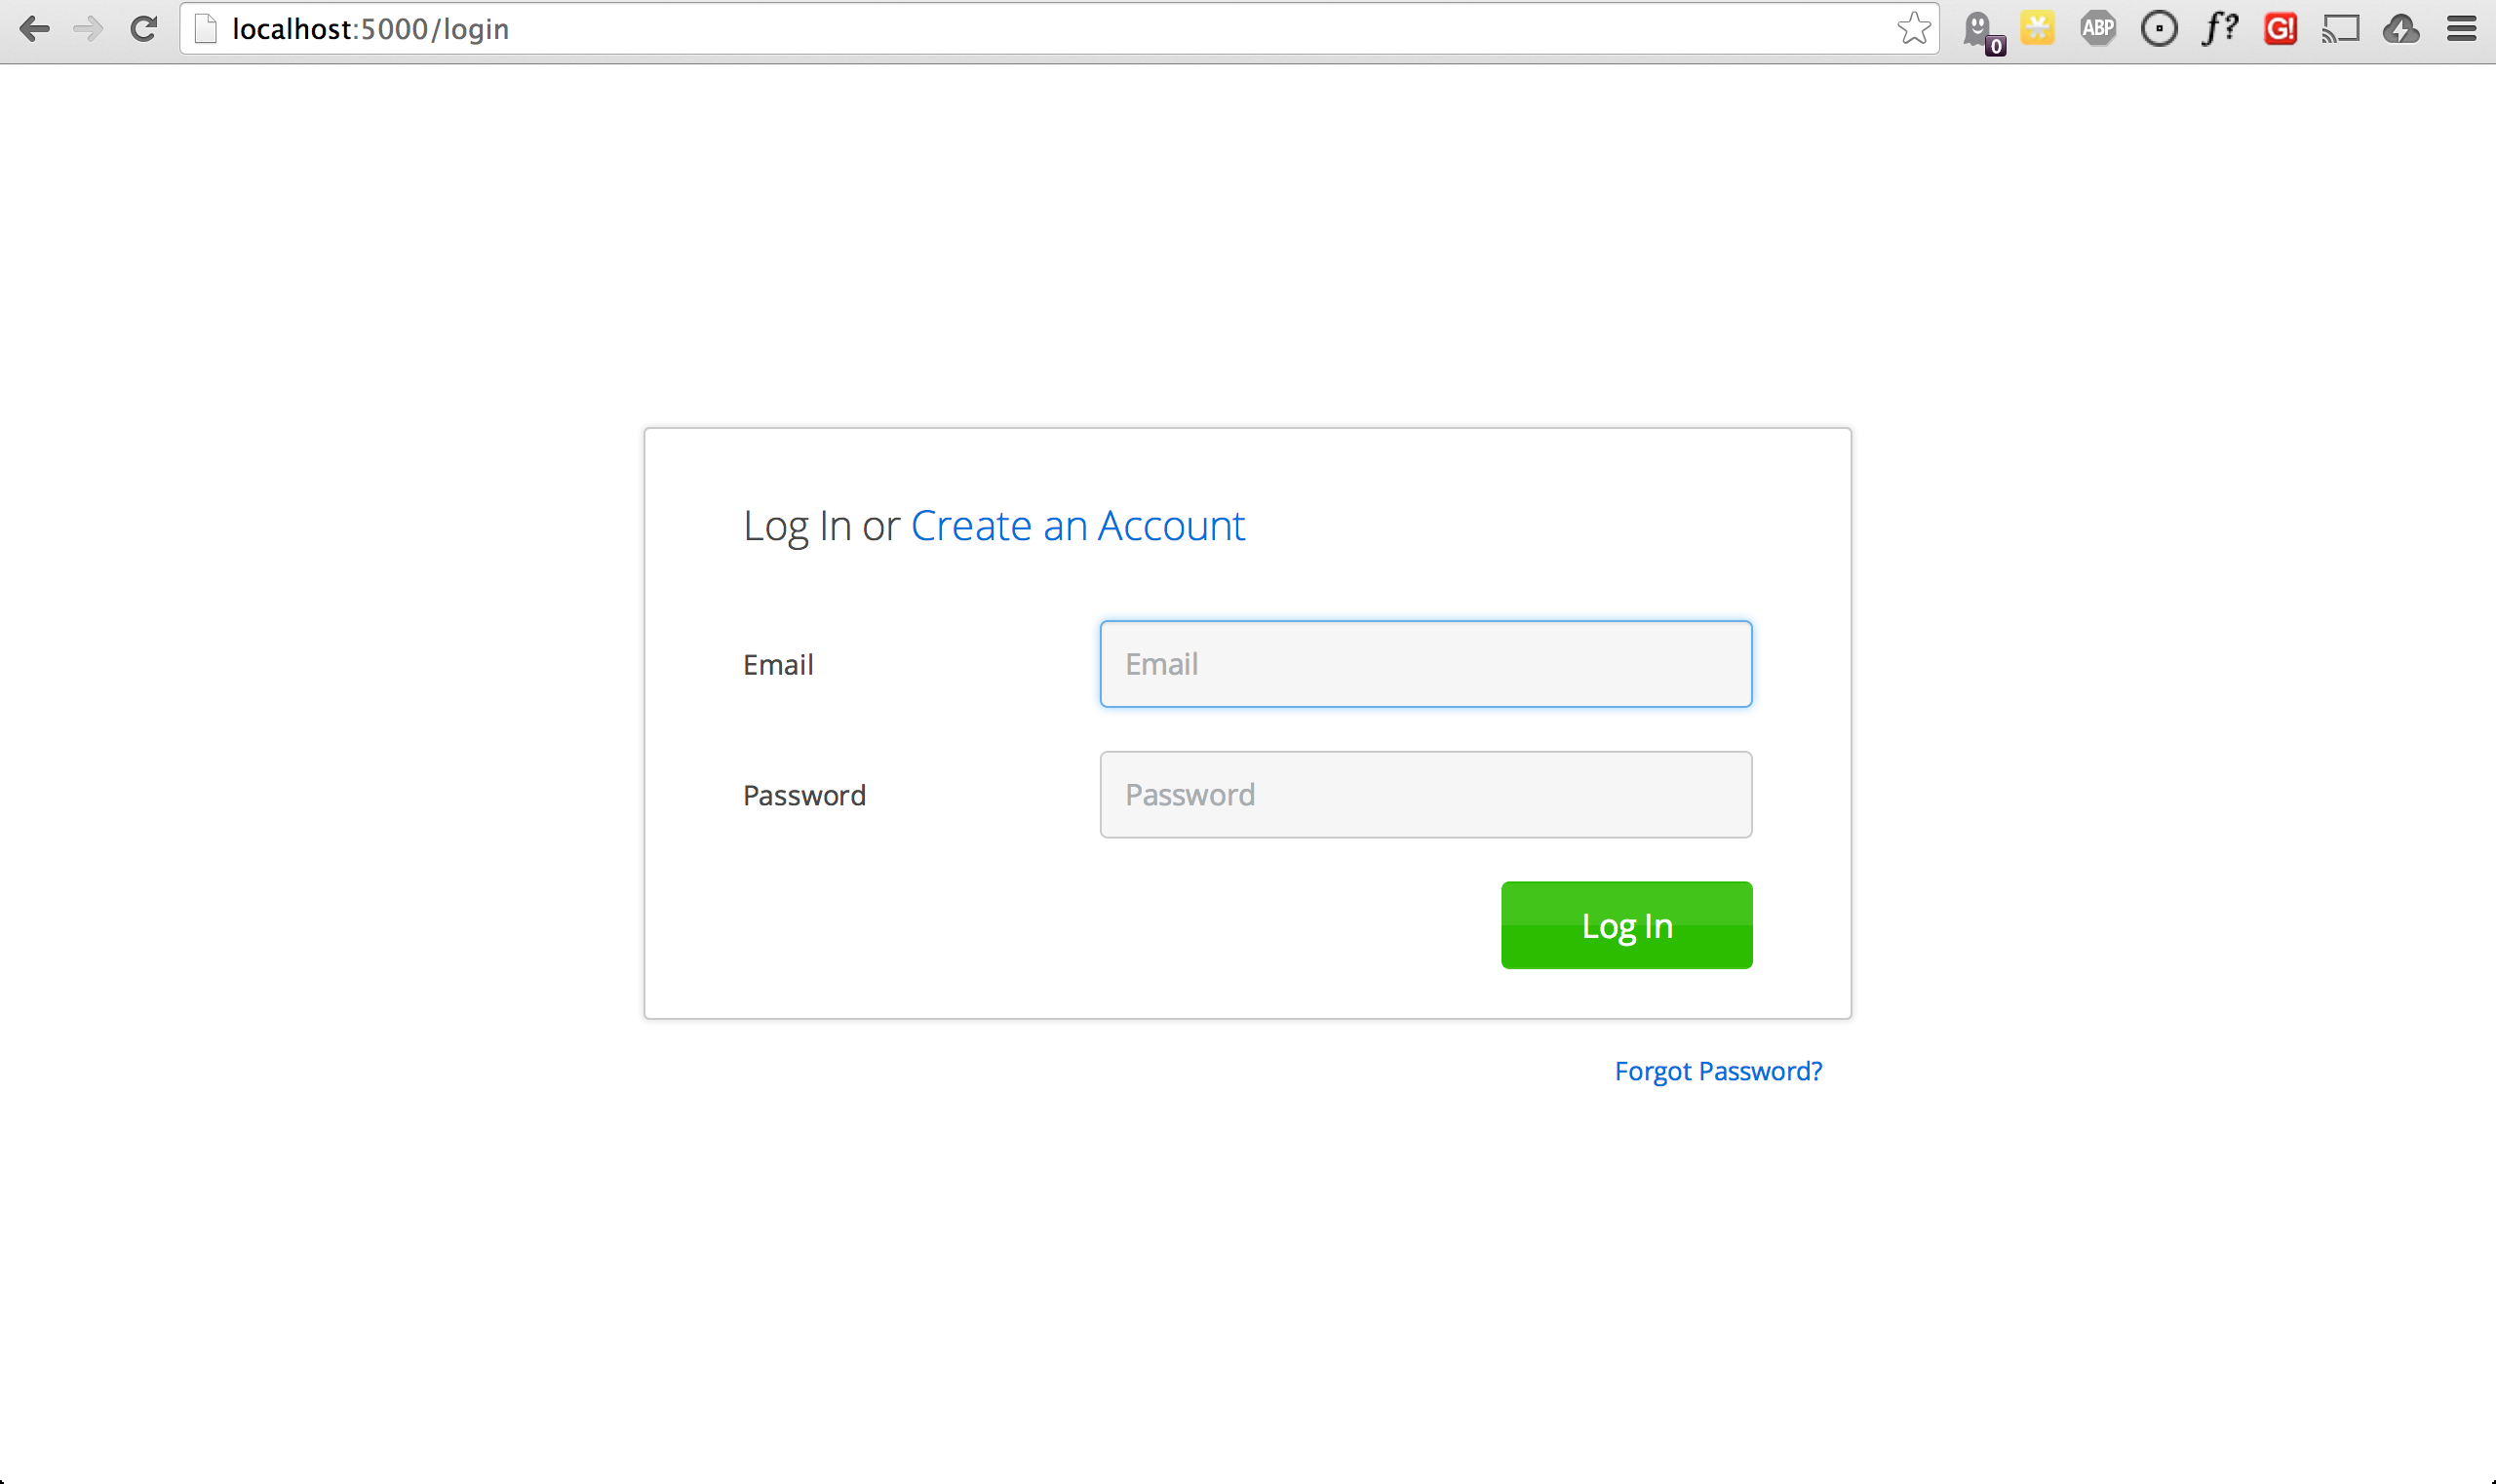 localhost:5000/login
0
ABP
f?
G!
Log In or Create an Account
Email
Email
Password
Password
Log In
Forgot Password?